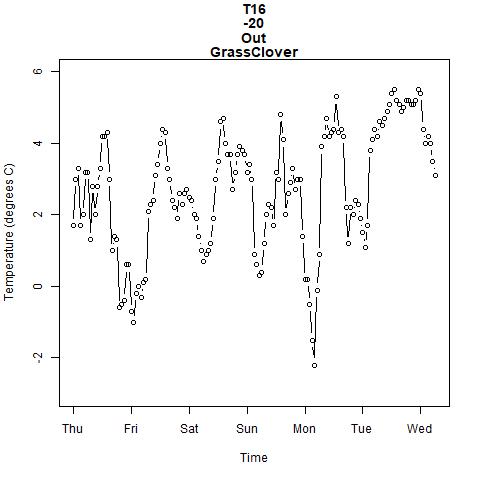 T16
-20
Out
GrassClover
Temperature (degrees C)
6
4
2
0
-2
Thu Fri Sat Sun Mon Tue Wed
Time